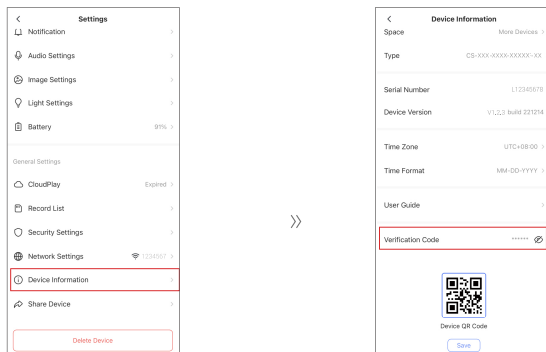 Settings
Notification
Audio Settings
Image Settings
Light Settings
Battery 91%
General Settings
CloudPlay Expired
Record List
Security Settings
Network Settings 1234567
Device Information
Share Device
Delete Device
Device Information
Space More Devices
Type CS-XXX-XXXX-XXXXX'-XX
Serial Number L12345678
Device Version V1,2,3 build 221214
Time Zone UTC+08:00
Time Format MM-DD-YYYY
User Guide
Verification Code ******
Device QR Code
Save